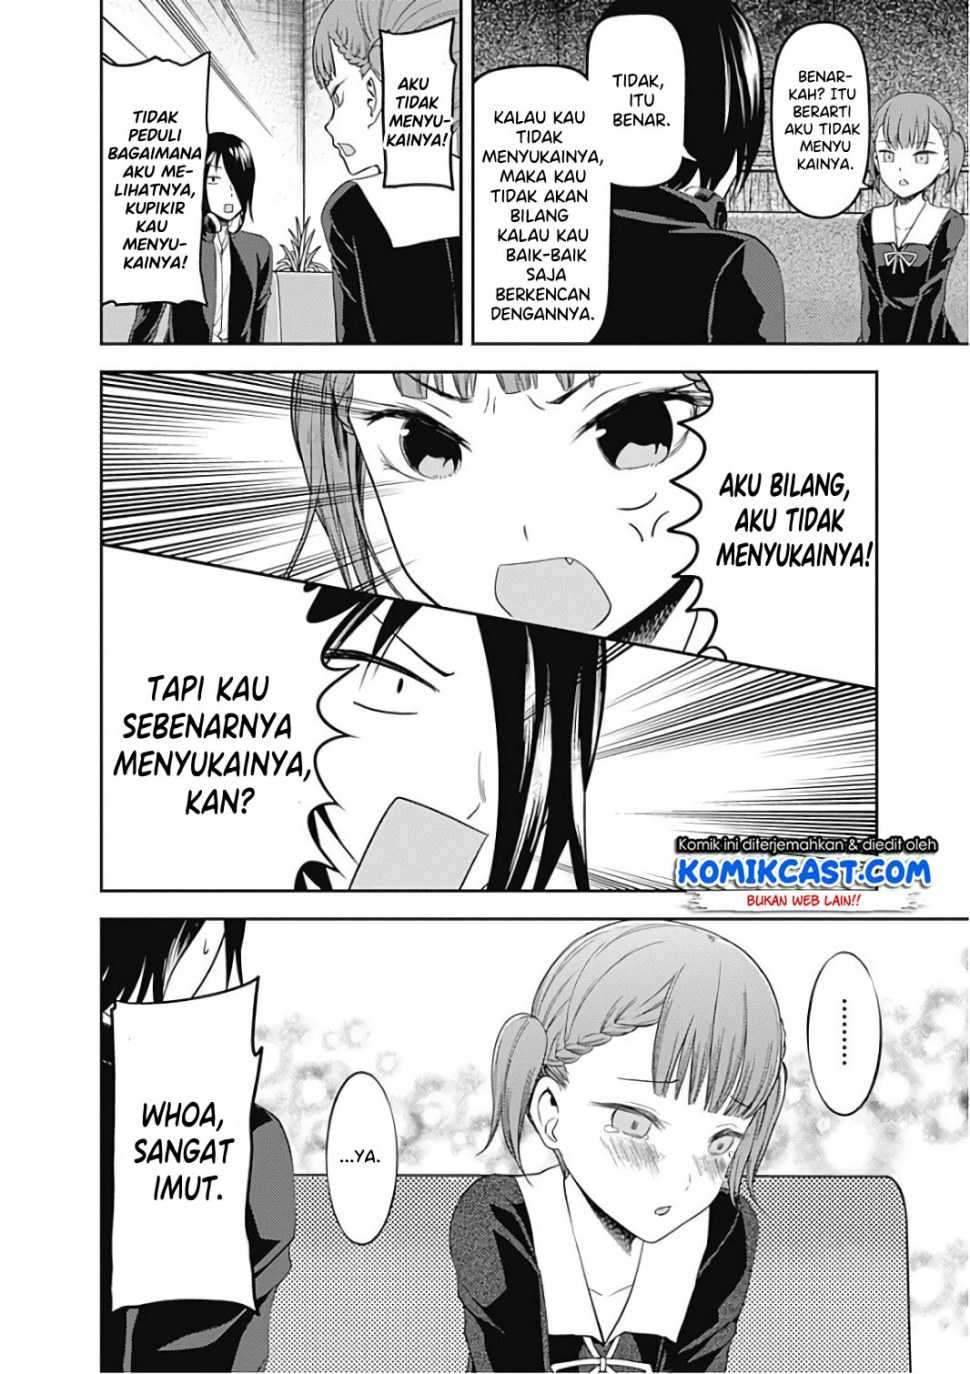 BENAR-
KAH? ITU
BERARTI
AKU TIDAK
MENYU
KAINYA.
TIDAK,
ITU
BENAR.
KALAU KAU
TIDAK
MENYUKAINYA,
MAKA KAU
TIDAK AKAN
BILANG
KALAU KAU
BAIK-BAIK
SAJA
BERKENCAN
DENGANNYA.
AKU
TIDAK
MENYU-
KAINYA!
TIDAK
PEDULI
BAGAIMANA
AKU ME-
LIHATNYA,
KUPIKIR
KAU
MENYU-
KAINYA!
AKU BILANG,
AKU TIDAK
MENYUKAINYA!
TAPI KAU
SEBENARNYA
MENYUKAINYA,
KAN?
Komik ini diterjemahkan & diedit oleh
KOMIKCAST.COM
BUKAN WEB LAIN!!
........
...YA.
WHOA,
SANGAT
IMUT.